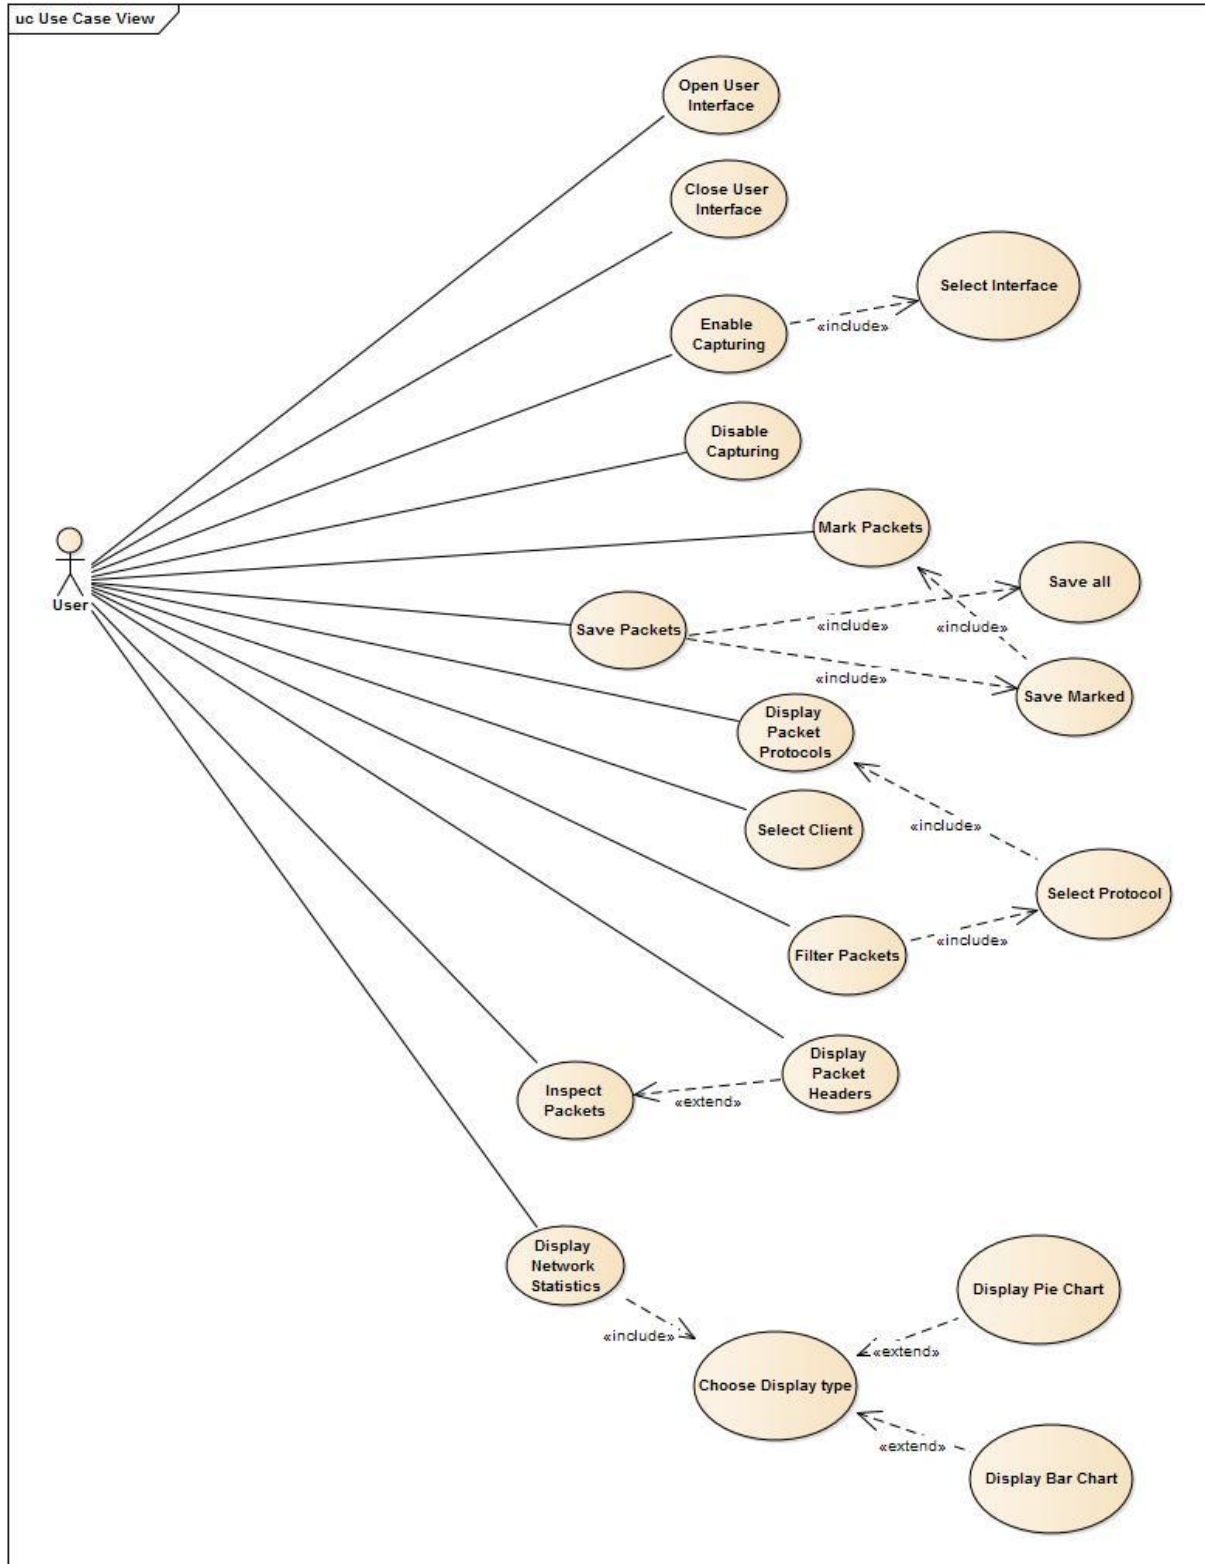 uc Use Case View
Open User
Interface
Close User
Interface
Select Interface
Enable
Capturing
«include»
Disable
Capturing
Mark Packets
Save all
User
Save Packets
«include»
«include»
«include»
Save Marked
Display
Packet
Protocols
Select Client
«include»
Select Protocol
Filter Packets
«include»
Display
Packet
Headers
Inspect
Packets
«extend»
Display
Network
Statistics
Display Pie Chart
«include»
«extend»
Choose Display type
«extend»
Display Bar Chart